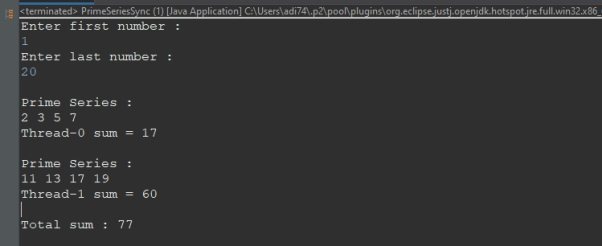 <terminated> PrimeSeriesSync (1) [Java Application] C:\Users\adi74\.p2\pool\plugins\org.eclipse.justj.openjdk.hotspot.jre.full.win32.x86_
Enter first number :
1
Enter last number :
20
Prime Series :
2 3 5 7
Thread-0 sum = 17
Prime Series :
11 13 17 19
Thread-1 sum = 60
Total sum : 77